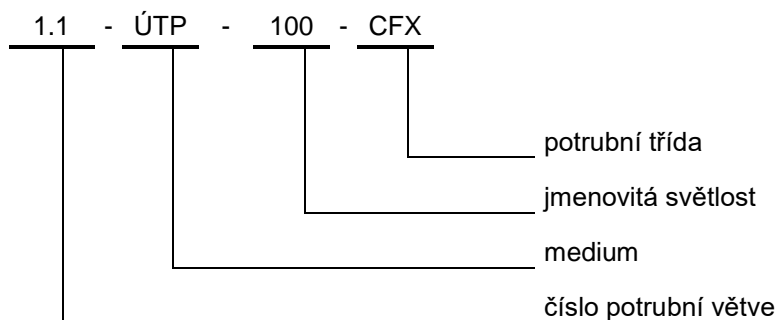 1.1 - ÚTP - 100 - CFX
potrubní třída
jmenovitá světlost
medium
číslo potrubní větve